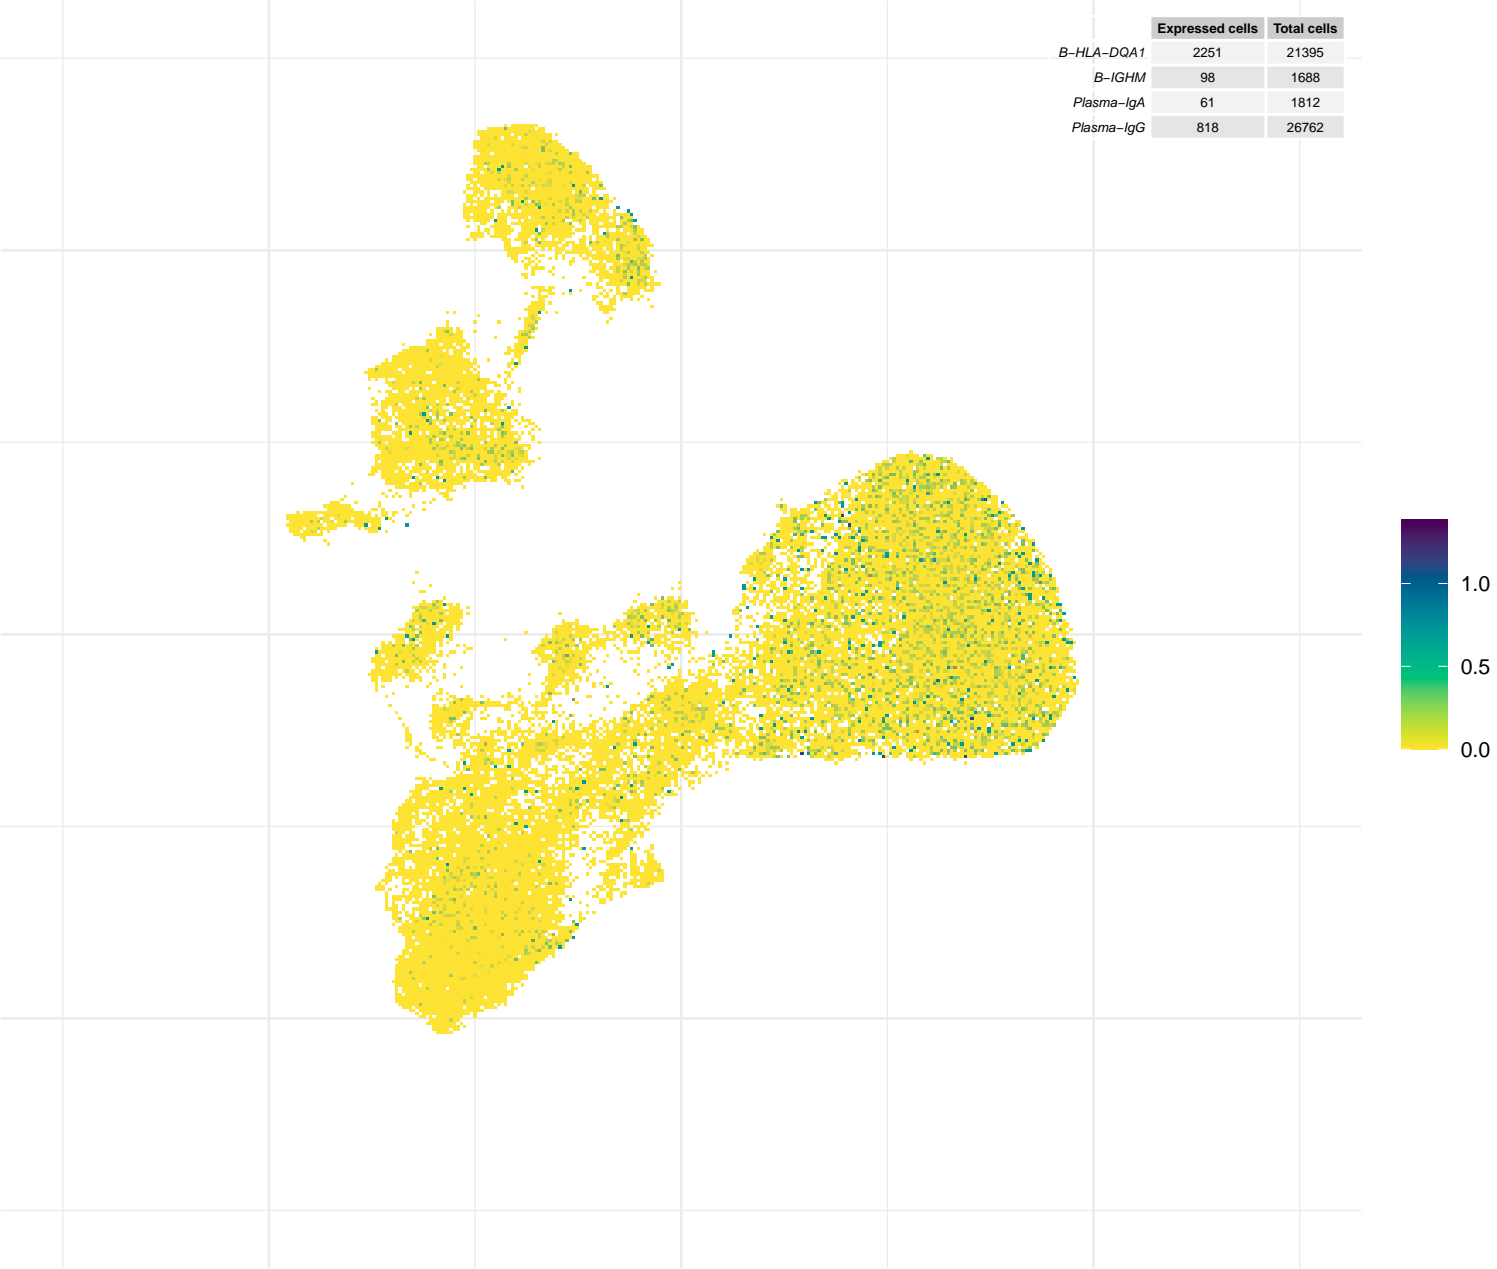 Expressed cells Total cells
B−HLA−DQA1 2251 21395
B−IGHM 98 1688
Plasma−IgA 61 1812
Plasma−IgG 818 26762
1.0
0.5
0.0